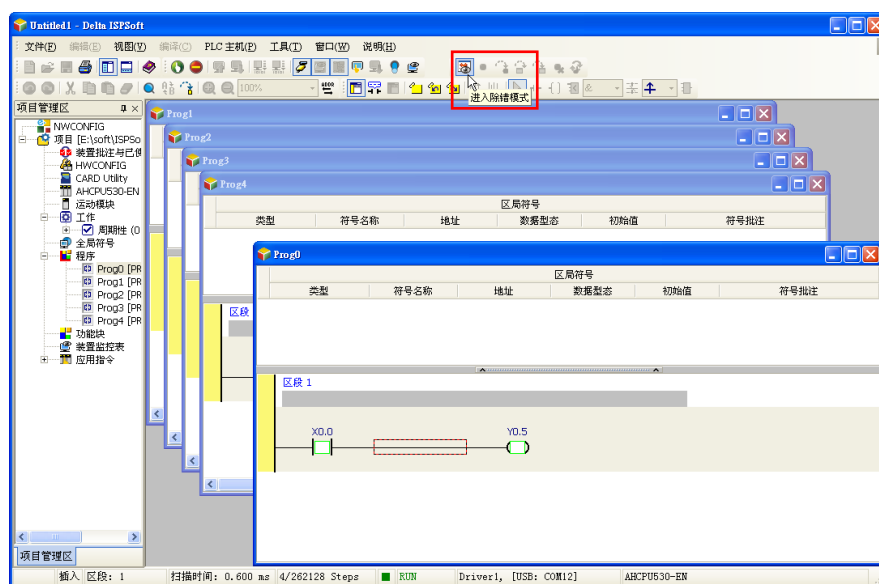 Untitled1 - Delta ISPSoft
文件(F) 编辑(E) 视图(V) 编译(C) PLC 主机(P) 工具(T) 窗口(W) 说明(H)
100%
进入除错模式
项目管理区
NWCONFIG
项目 [E:\soft\ISPSo
装置批注与已使
HWCONFIG
CARD Utility
AHCPU530-EN
运动模块
工作
周期性 (0
全局符号
程序
Prog0 [PR
Prog1 [PR
Prog2 [PR
Prog3 [PR
Prog4 [PR
功能块
装置监控表
应用指令
项目管理区
Prog1
Prog2
Prog3
Prog4
区局符号
类型 符号名称 地址 数据型态 初始值 符号批注
区段
Prog0
区局符号
类型 符号名称 地址 数据型态 初始值 符号批注
区段 1
X0.0 Y0.5
插入 区段: 1 扫描时间: 0.600 ms 4/262128 Steps RUN Driver1, [USB: COM12] AHCPU530-EN